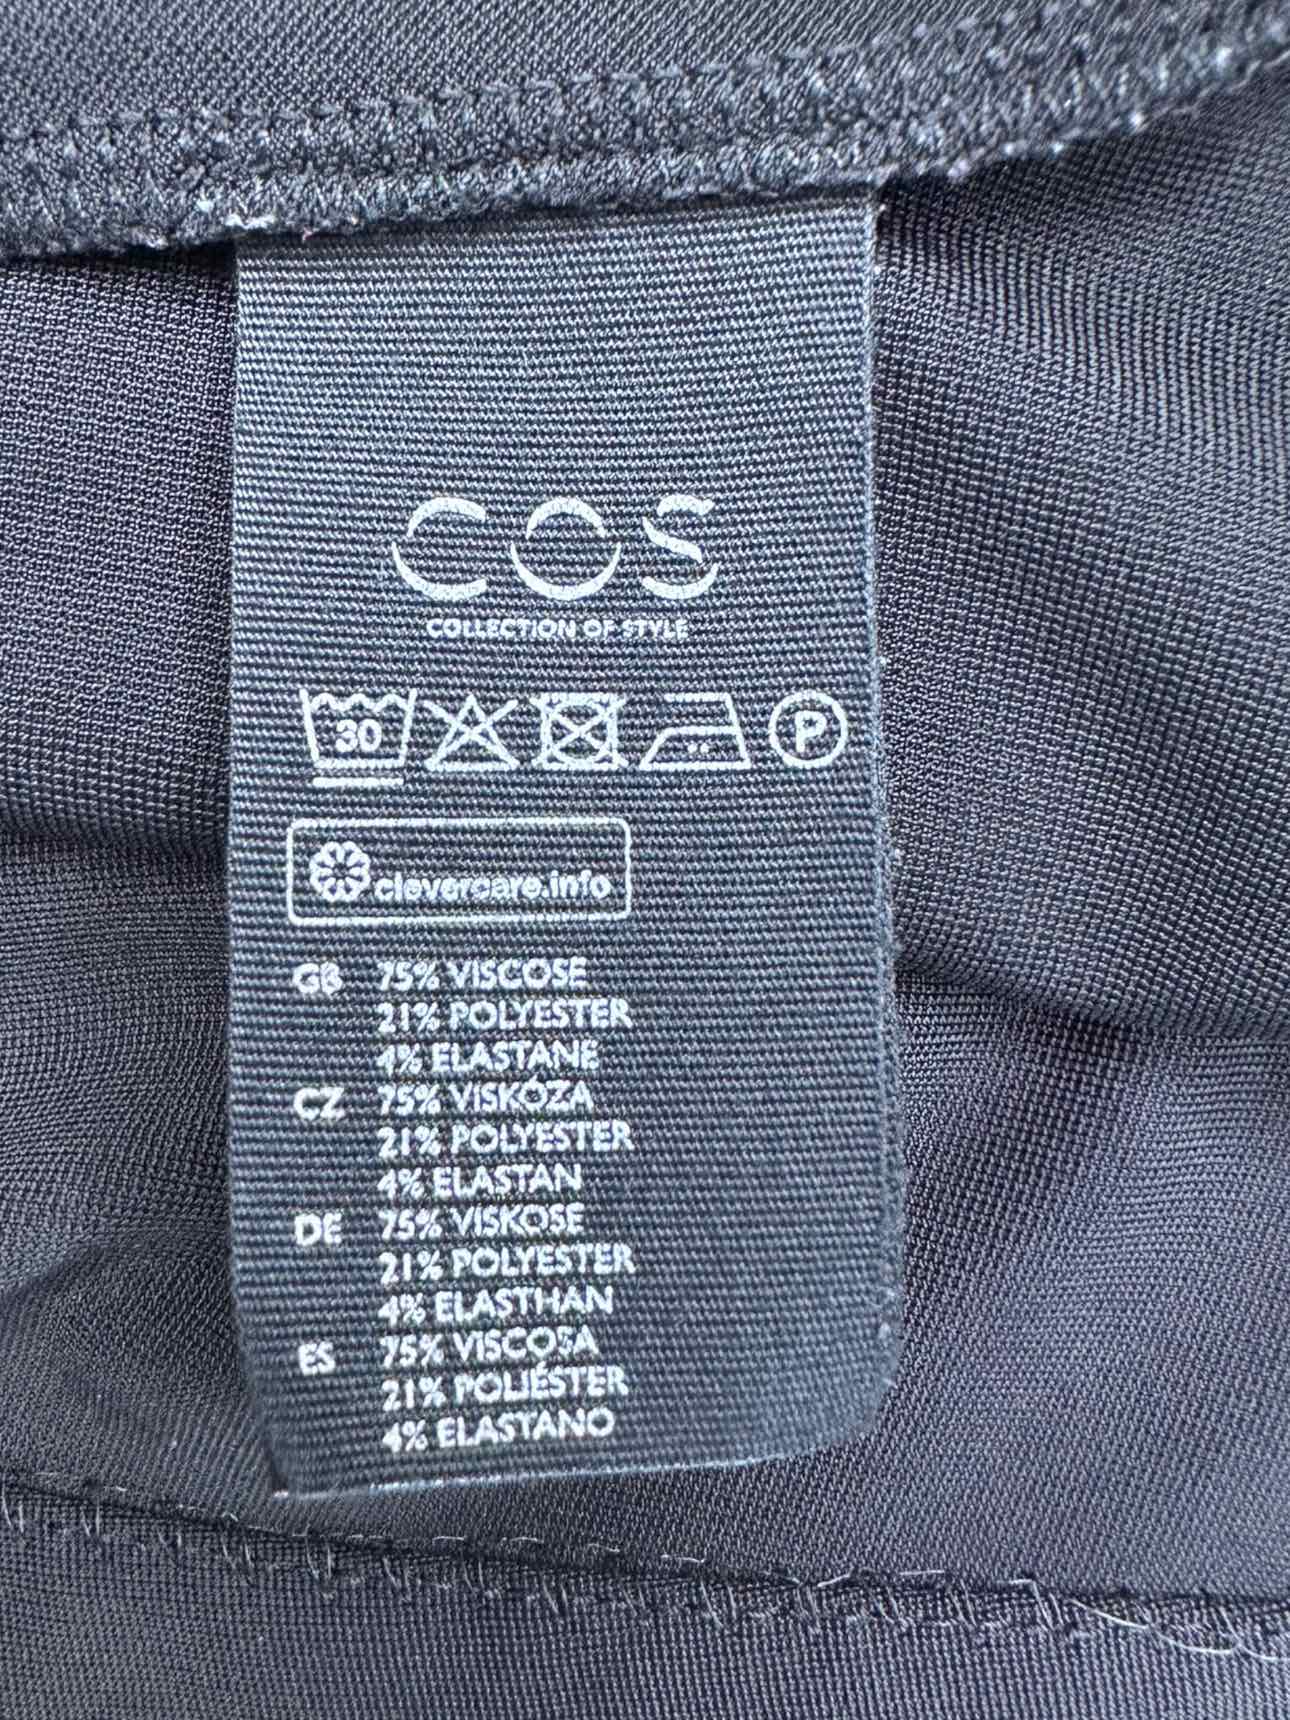 COS
COLLECTION OF STYLE
30 P
clevercare.info
GB 75% VISCOSE
21% POLYESTER
4% ELASTANE
CZ 75% VISKÓZA
21% POLYESTER
4% ELASTAN
DE 75% VISKOSE
21% POLYESTER
4% ELASTHAN
ES 75% VISCOSA
21% POLIÉSTER
4% ELASTANO